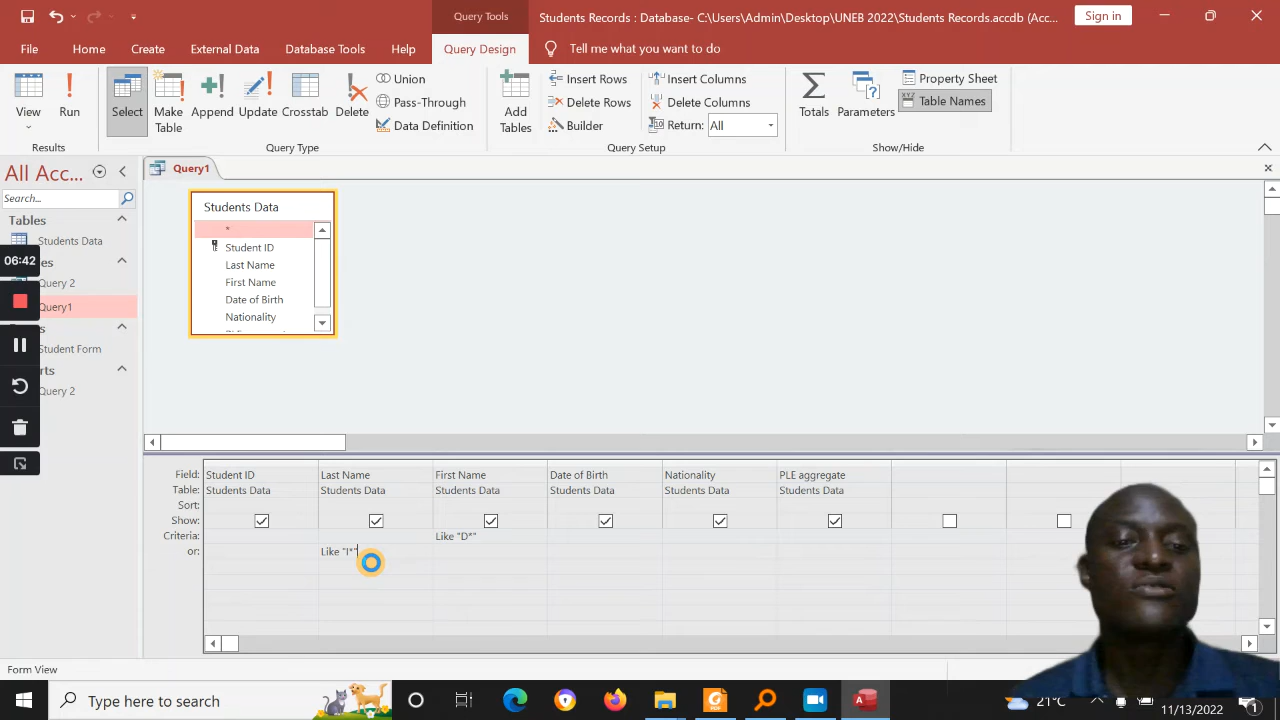 Query Tools
Students Records : Database- C:\Users\Admin\Desktop\UNEB 2022\Students Records.accdb (Acc...
Sign in
File
Home
Create
External Data
Database Tools
Help
Query Design
Tell me what you want to do
View
Run
Select
Make Table
Append
Update
Crosstab
Delete
Union
Pass-Through
Data Definition
Add Tables
Insert Rows
Delete Rows
Builder
Insert Columns
Delete Columns
Return: All
Totals
Parameters
Property Sheet
Table Names
Results
Query Type
Query Setup
Show/Hide
All Acc...
Search...
Tables
Students Data
06:42
es
Query 2
Query1
s
Student Form
rts
Query 2
Query1
Students Data
*
Student ID
Last Name
First Name
Date of Birth
Nationality
Field: Student ID Last Name First Name Date of Birth Nationality PLE aggregate
Table: Students Data Students Data Students Data Students Data Students Data Students Data
Sort:
Show:
Criteria: Like "D*"
or: Like "I*"
Form View
Type here to search
21°C
11/13/2022
1